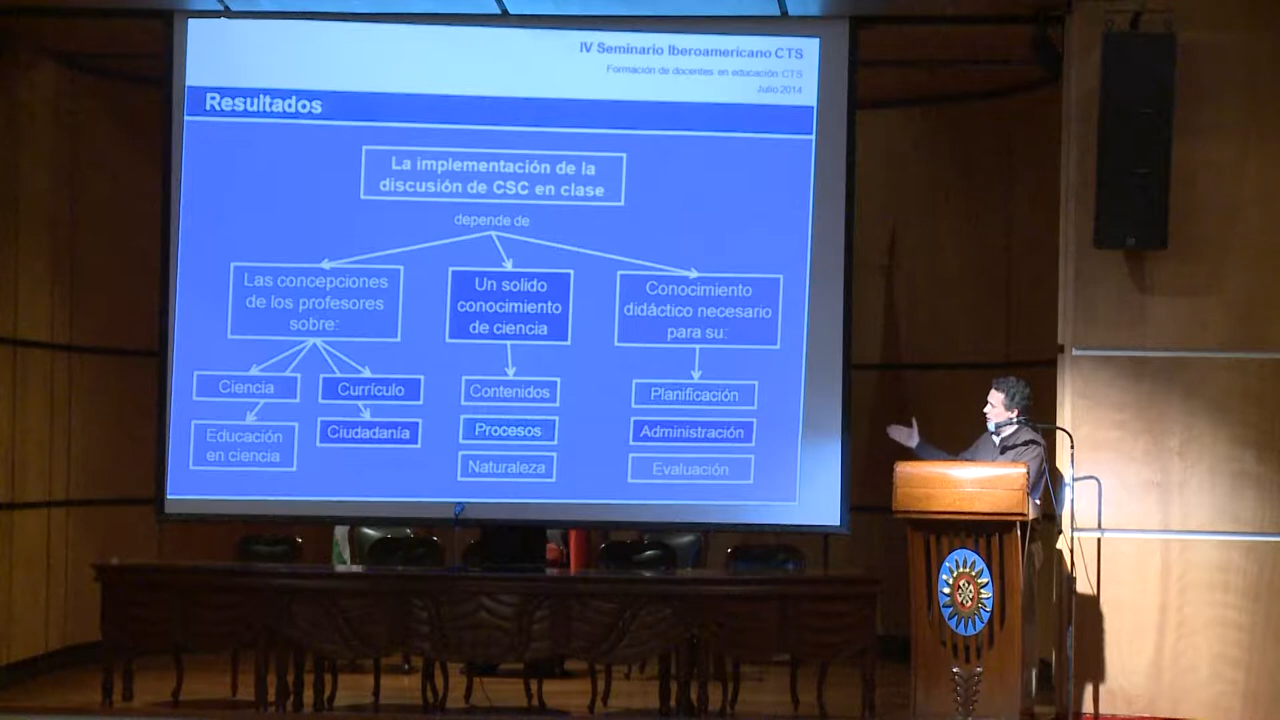 IV Seminario Iberoamericano CTS
Formación de docentes en educación CTS
Julio 2014
Resultados
La implementación de la
discusión de CSC en clase
depende de
Las concepciones
de los profesores
sobre:
Un solido
conocimiento
de ciencia
Conocimiento
didáctico necesario
para su:
Ciencia
Currículo
Educación
en ciencia
Ciudadanía
Contenidos
Procesos
Naturaleza
Planificación
Administración
Evaluación